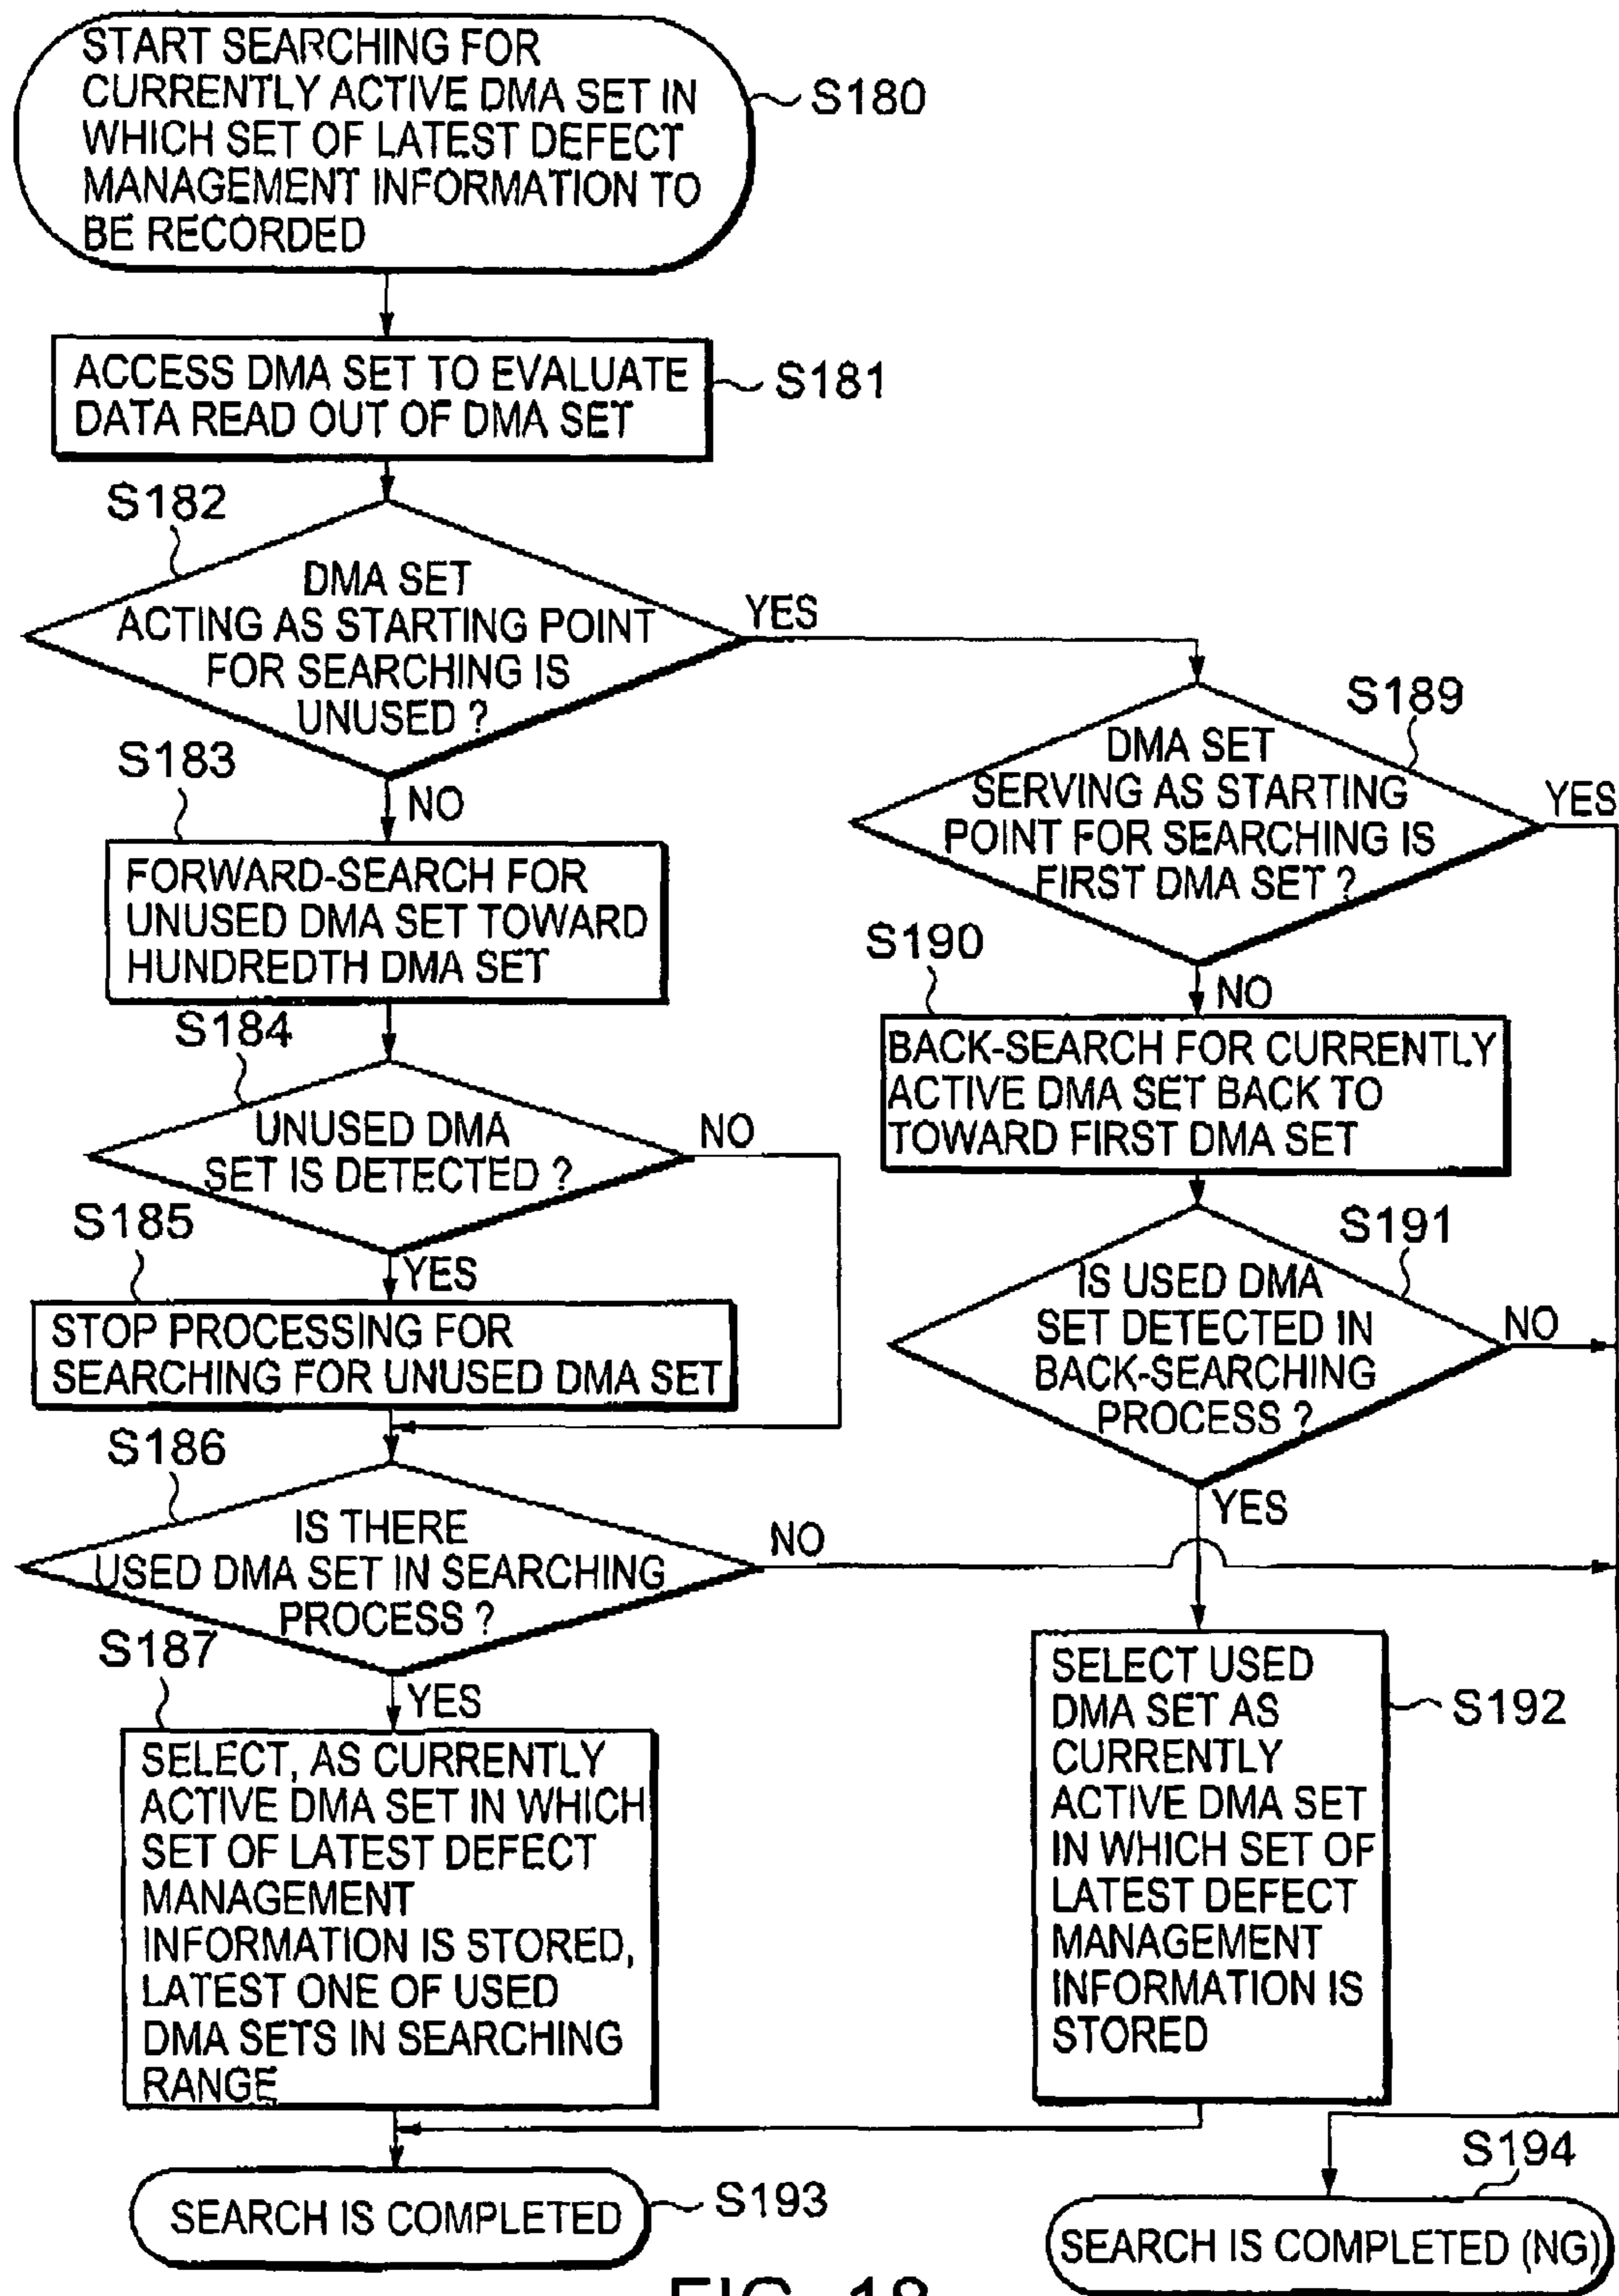 START SEARCHING FOR
CURRENTLY ACTIVE DMA SET IN
WHICH SET OF LATEST DEFECT
MANAGEMENT INFORMATION TO
BE RECORDED
S180
ACCESS DMA SET TO EVALUATE
DATA READ OUT OF DMA SET
S181
S182
DMA SET
ACTING AS STARTING POINT
FOR SEARCHING IS
UNUSED ?
YES
NO
S183
FORWARD-SEARCH FOR
UNUSED DMA SET TOWARD
HUNDREDTH DMA SET
S184
UNUSED DMA
SET IS DETECTED ?
NO
YES
S185
STOP PROCESSING FOR
SEARCHING FOR UNUSED DMA SET
S186
IS THERE
USED DMA SET IN SEARCHING
PROCESS ?
NO
YES
S187
SELECT, AS CURRENTLY
ACTIVE DMA SET IN WHICH
SET OF LATEST DEFECT
MANAGEMENT
INFORMATION IS STORED,
LATEST ONE OF USED
DMA SETS IN SEARCHING
RANGE
SEARCH IS COMPLETED
S193
S189
DMA SET
SERVING AS STARTING
POINT FOR SEARCHING IS
FIRST DMA SET ?
YES
NO
S190
BACK-SEARCH FOR CURRENTLY
ACTIVE DMA SET BACK TO
TOWARD FIRST DMA SET
S191
IS USED DMA
SET DETECTED IN
BACK-SEARCHING
PROCESS ?
NO
YES
SELECT USED
DMA SET AS
CURRENTLY
ACTIVE DMA SET
IN WHICH SET OF
LATEST DEFECT
MANAGEMENT
INFORMATION IS
STORED
S192
S194
SEARCH IS COMPLETED (NG)
FIG. 18